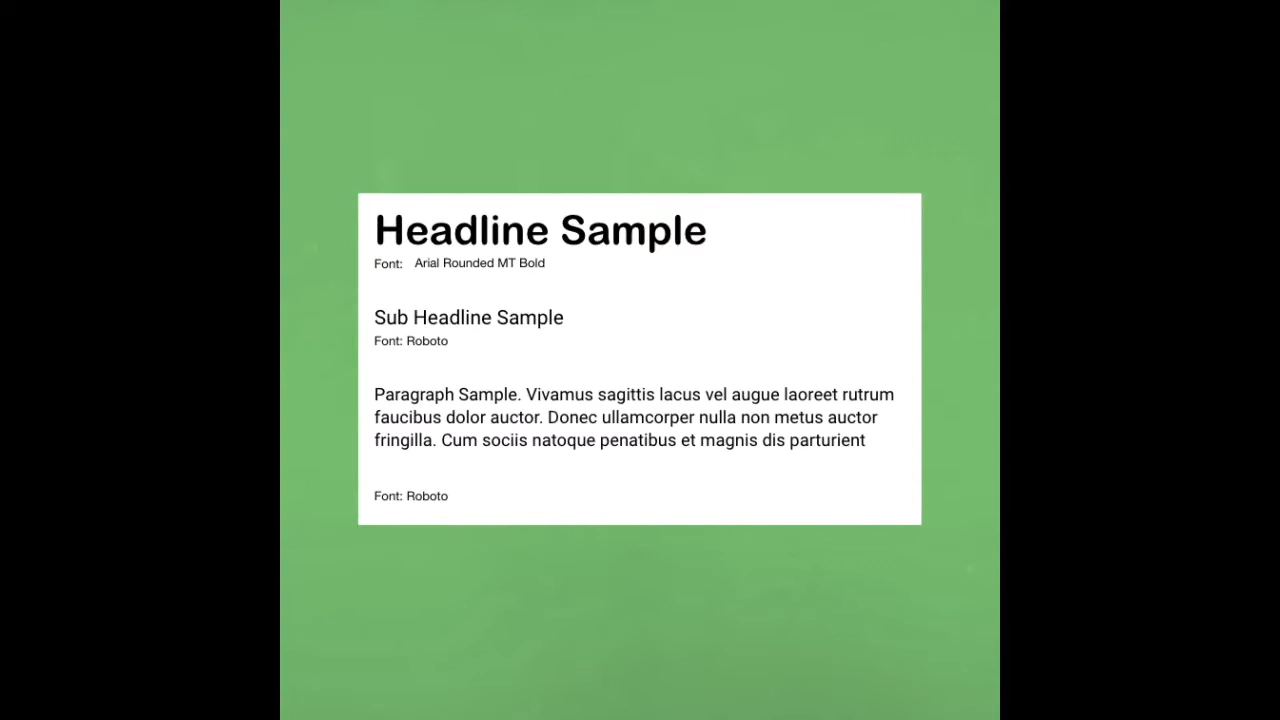 Headline Sample
Font: Arial Rounded MT Bold
Sub Headline Sample
Font: Roboto
Paragraph Sample. Vivamus sagittis lacus vel augue laoreet rutrum
faucibus dolor auctor. Donec ullamcorper nulla non metus auctor
fringilla. Cum sociis natoque penatibus et magnis dis parturient
Font: Roboto